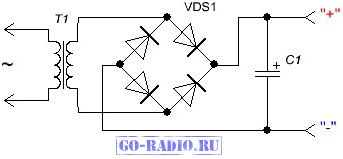 T1
VDS1
"+"
~
+
C1
"-"
GO-RADIO.RU